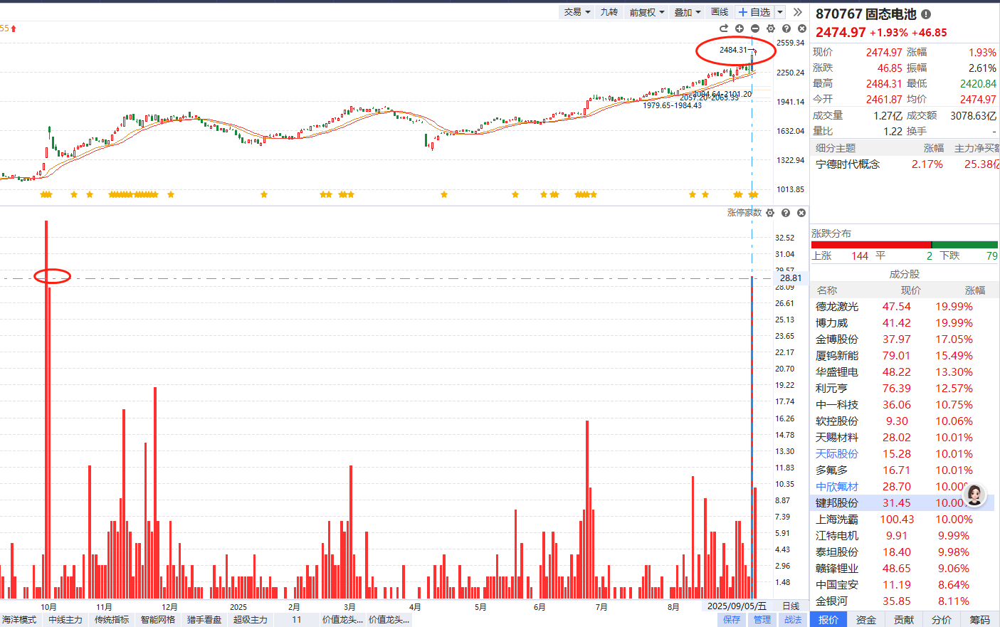 交易 九转 前复权 叠加 画线 自选
55
2559.34
2484.31
2250.24
2094.64-2101.20
2057.20-2063.35
1979.65-1984.43
1941.14
1632.04
1322.94
1013.85
涨停家数
32.52
31.04
29.57
28.81
28.09
26.61
25.13
23.65
22.17
20.70
19.22
17.74
16.26
14.78
13.30
11.83
10.35
8.87
7.39
5.91
4.43
2.96
1.48
10月 11月 12月 2025 2月 3月 4月 5月 6月 7月 8月 2025/09/05/五 日线
海洋模式 中线主力 传统指标 智能网格 猎手看盘 超级主力 11 价值龙头... 价值龙头... 保存 管理 战法
870767 固态电池
2474.97 +1.93% +46.85
现价 2474.97 涨幅 1.93%
涨跌 46.85 振幅 2.61%
最高 2484.31 最低 2420.84
今开 2461.87 均价 2474.97
成交量 1.27亿 成交额 3078.63亿
量比 1.22 换手 -
细分主题 涨幅 主力净买额
宁德时代概念 2.17% 25.38亿
涨跌分布
上涨 144 平 2 下跌 79
成分股
名称 现价 涨幅
德龙激光 47.54 19.99%
博力威 41.42 19.99%
金博股份 37.97 17.05%
厦钨新能 79.01 15.49%
华盛锂电 48.22 13.30%
利元亨 76.39 12.57%
中一科技 36.06 10.75%
软控股份 9.30 10.06%
天赐材料 28.02 10.01%
天际股份 15.28 10.01%
多氟多 16.71 10.01%
中欣氟材 28.70 10.00%
键邦股份 31.45 10.00
上海洗霸 100.43 10.00%
江特电机 9.91 9.99%
泰坦股份 18.40 9.98%
赣锋锂业 48.65 9.06%
中国宝安 11.19 8.64%
金银河 35.85 8.11%
报价 资金 贡献 分价 筹码